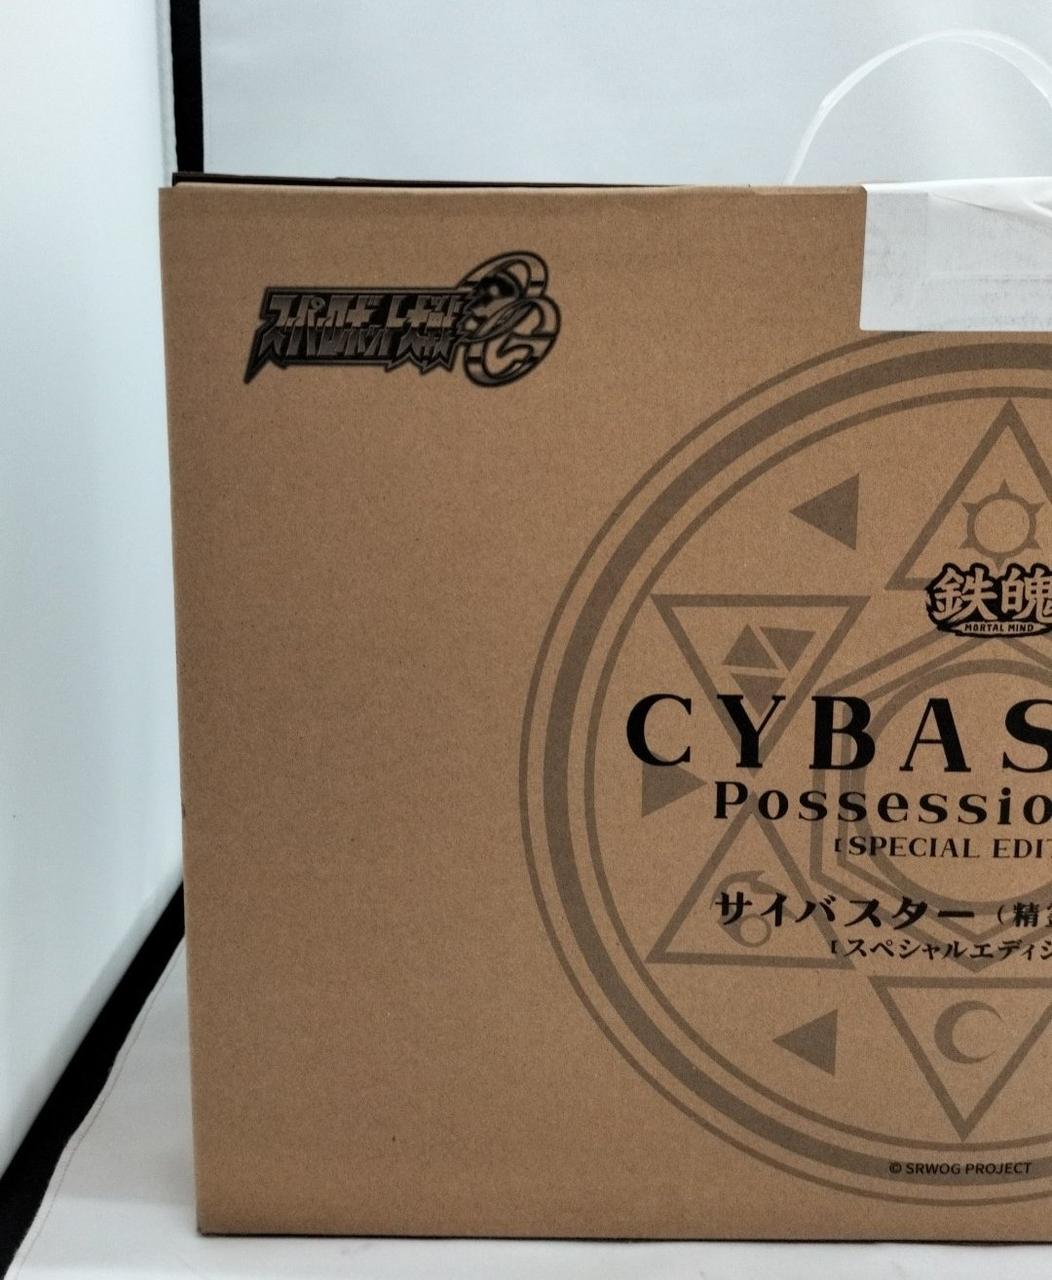 スーパーロボット大戦OG
鉄魄
MORTAL MIND
CYBAS
Possessio
[SPECIAL EDIT
サイバスター（精
[スペシャルエディシ
© SRWOG PROJECT